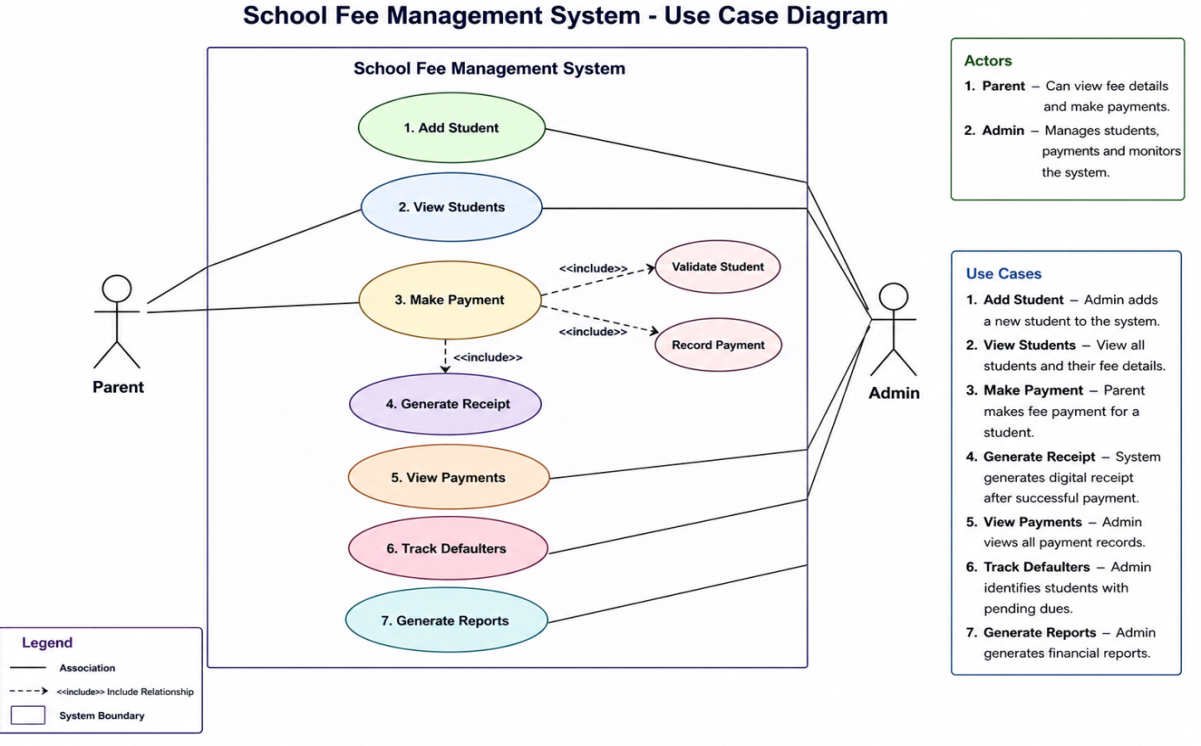 School Fee Management System - Use Case Diagram
School Fee Management System
1. Add Student
2. View Students
3. Make Payment
<<include>>
Validate Student
<<include>>
Record Payment
<<include>>
4. Generate Receipt
5. View Payments
6. Track Defaulters
7. Generate Reports
Parent
Admin
Actors
1. Parent – Can view fee details
and make payments.
2. Admin – Manages students,
payments and monitors
the system.
Use Cases
1. Add Student – Admin adds
a new student to the system.
2. View Students – View all
students and their fee details.
3. Make Payment – Parent
makes fee payment for a
student.
4. Generate Receipt – System
generates digital receipt
after successful payment.
5. View Payments – Admin
views all payment records.
6. Track Defaulters – Admin
identifies students with
pending dues.
7. Generate Reports – Admin
generates financial reports.
Legend
Association
<<include>> Include Relationship
System Boundary